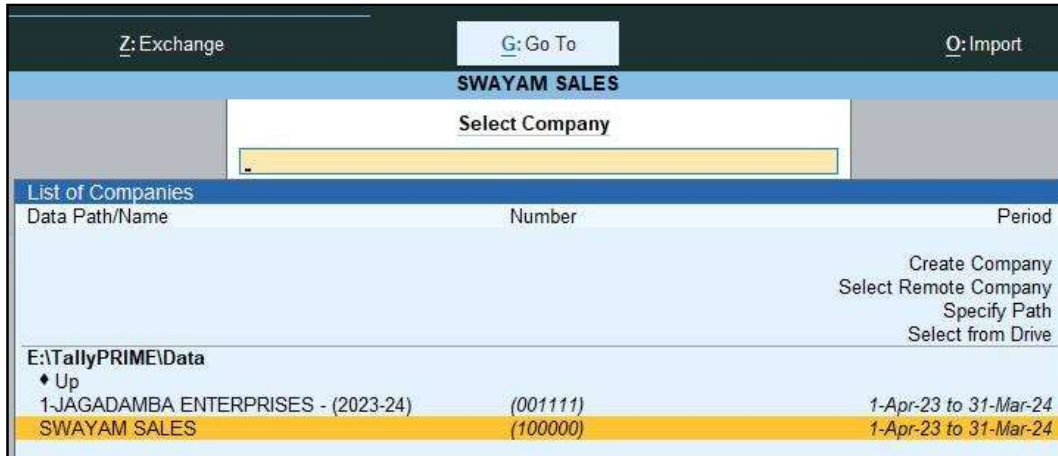 Z: Exchange G: Go To O: Import
SWAYAM SALES
Select Company
List of Companies
Data Path/Name Number Period
Create Company
Select Remote Company
Specify Path
Select from Drive
E:\TallyPRIME\Data
♦ Up
1-JAGADAMBA ENTERPRISES - (2023-24) (001111) 1-Apr-23 to 31-Mar-24
SWAYAM SALES (100000) 1-Apr-23 to 31-Mar-24